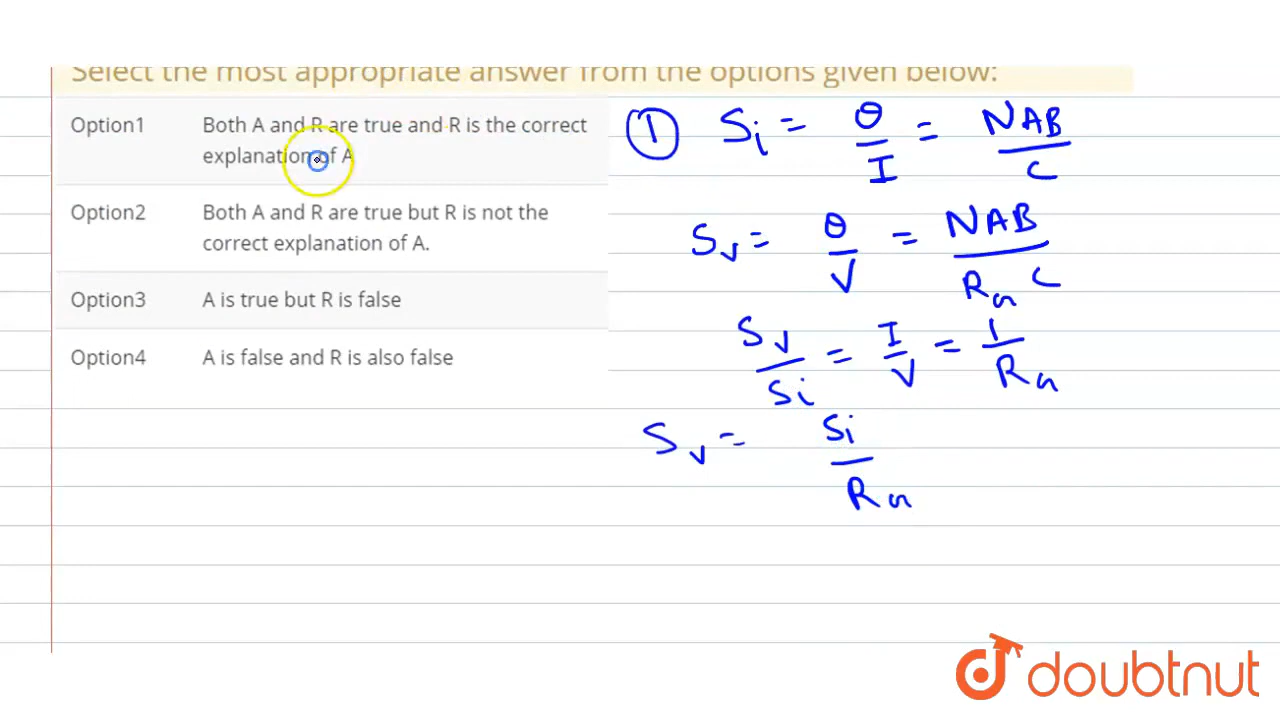 Select the most appropriate answer from the options given below:
Option1 Both A and R are true and R is the correct
explanation of A
Option2 Both A and R are true but R is not the
correct explanation of A.
Option3 A is true but R is false
Option4 A is false and R is also false
① Si = θ/I = NAB/C
Sv = θ/V = NAB/RG C
Sv/Si = I/V = 1/RG
Sv = Si/RG
doubtnut